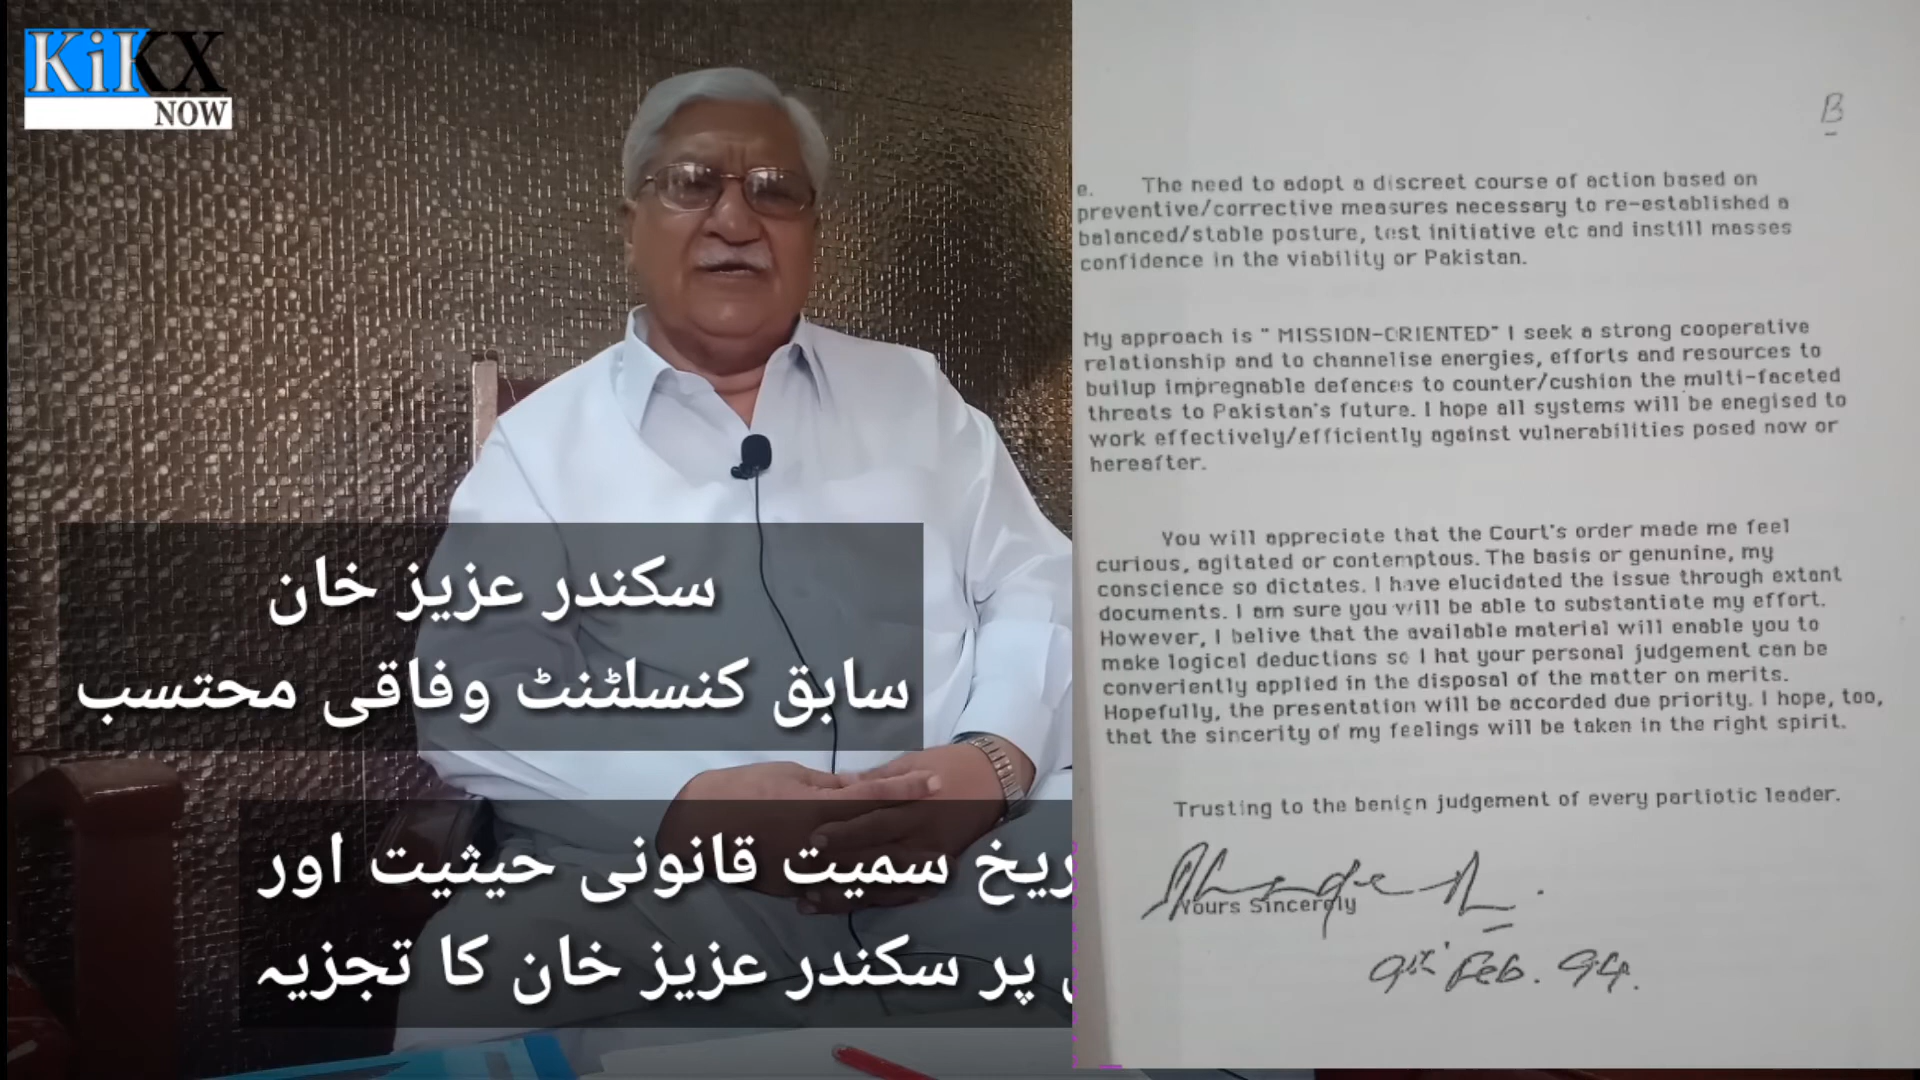 KiKX
NOW
سکندر عزیز خان
سابق کنسلٹنٹ وفاقی محتسب
سمیت قانونی حیثیت اور
پر سکندر عزیز خان کا تجزیہ
B
e. The need to adopt a discreet course of action based on
preventive/corrective measures necessary to re-established a
balanced/stable posture, test initiative etc and instill masses
confidence in the viability or Pakistan.
My approach is " MISSION-ORIENTED" I seek a strong cooperative
relationship and to channelise energies, efforts and resources to
builup impregnable defences to counter/cushion the multi-faceted
threats to Pakistan's future. I hope all systems will be enegised to
work effectively/efficiently against vulnerabilities posed now or
hereafter.
You will appreciate that the Court's order made me feel
curious, agitated or contemptous. The basis or genunine, my
conscience so dictates. I have elucidated the issue through extant
documents. I am sure you will be able to substantiate my effort.
However, I belive that the available material will enable you to
make logical deductions so I hat your personal judgement can be
converiently applied in the disposal of the matter on merits.
Hopefully, the presentation will be accorded due priority. I hope, too,
that the sincerity of my feelings will be taken in the right spirit.
Trusting to the benign judgement of every partiotic leader.
Yours Sincerely
9th Feb. 94.